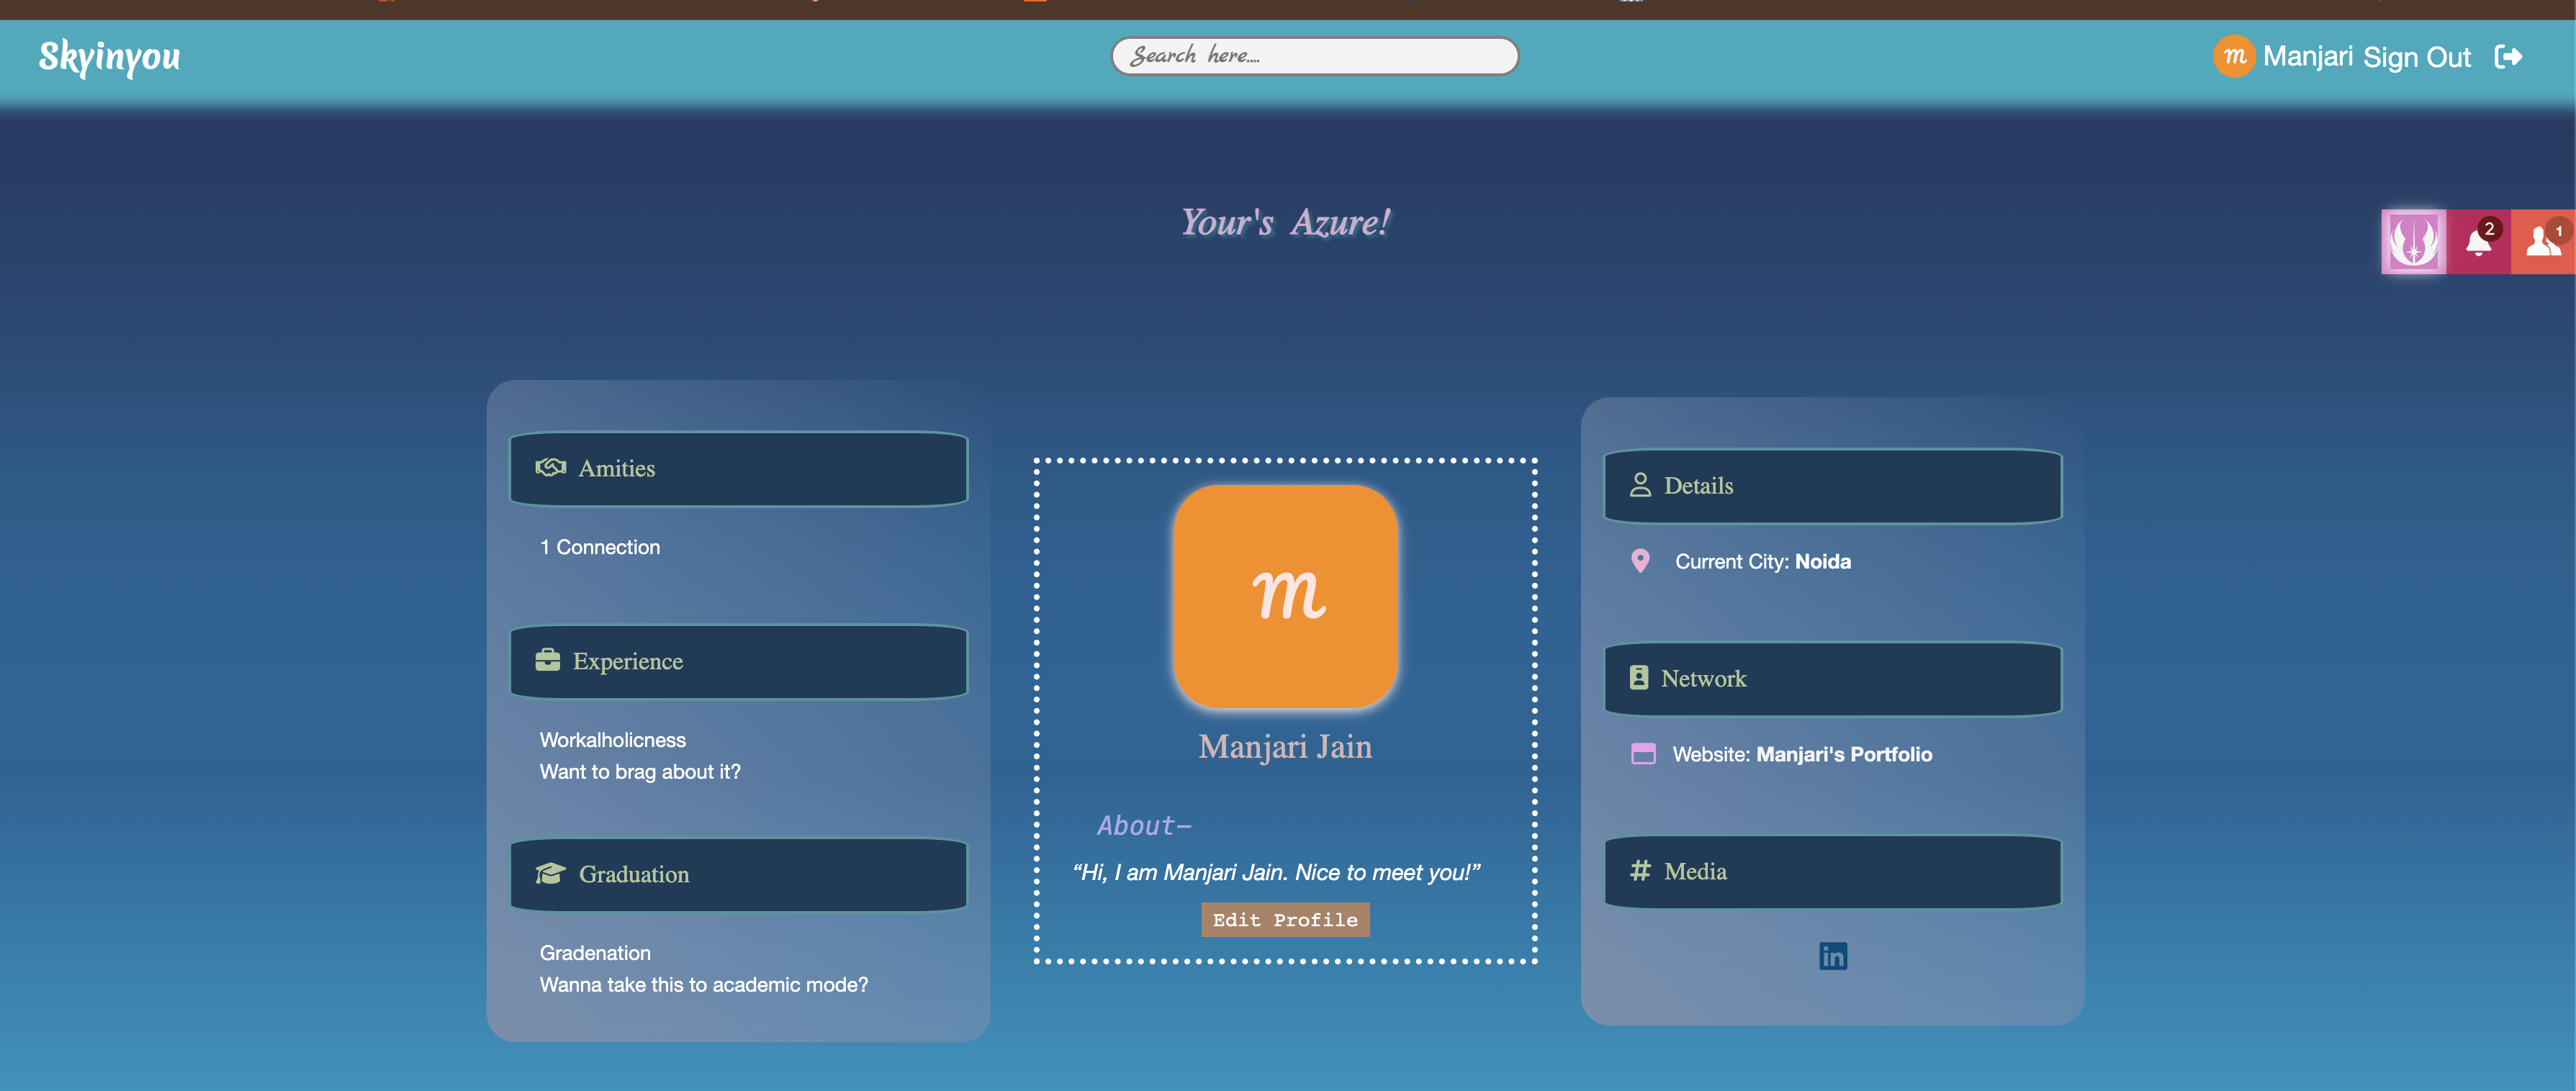 Skyinyou
Search here....
m Manjari Sign Out
Your's Azure!
2
1
Amities
1 Connection
Experience
Workalholicness
Want to brag about it?
Graduation
Gradenation
Wanna take this to academic mode?
m
Manjari Jain
About—
“Hi, I am Manjari Jain. Nice to meet you!”
Edit Profile
Details
Current City: Noida
Network
Website: Manjari's Portfolio
# Media
in